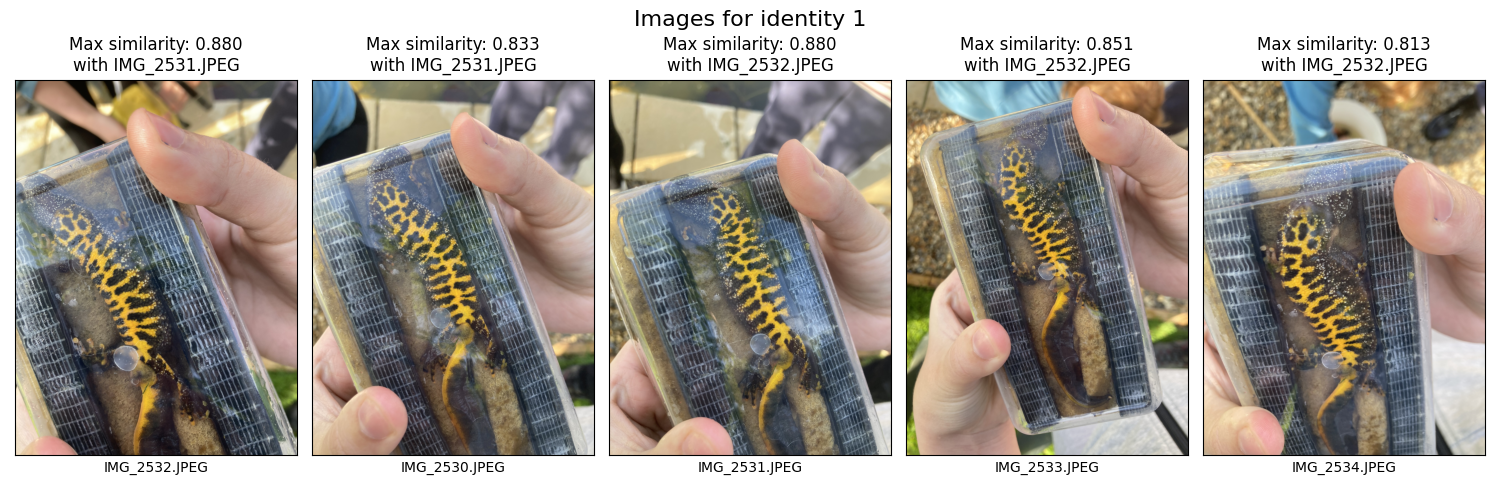 Images for identity 1
Max similarity: 0.880
with IMG_2531.JPEG
Max similarity: 0.833
with IMG_2531.JPEG
Max similarity: 0.880
with IMG_2532.JPEG
Max similarity: 0.851
with IMG_2532.JPEG
Max similarity: 0.813
with IMG_2532.JPEG
IMG_2532.JPEG
IMG_2530.JPEG
IMG_2531.JPEG
IMG_2533.JPEG
IMG_2534.JPEG